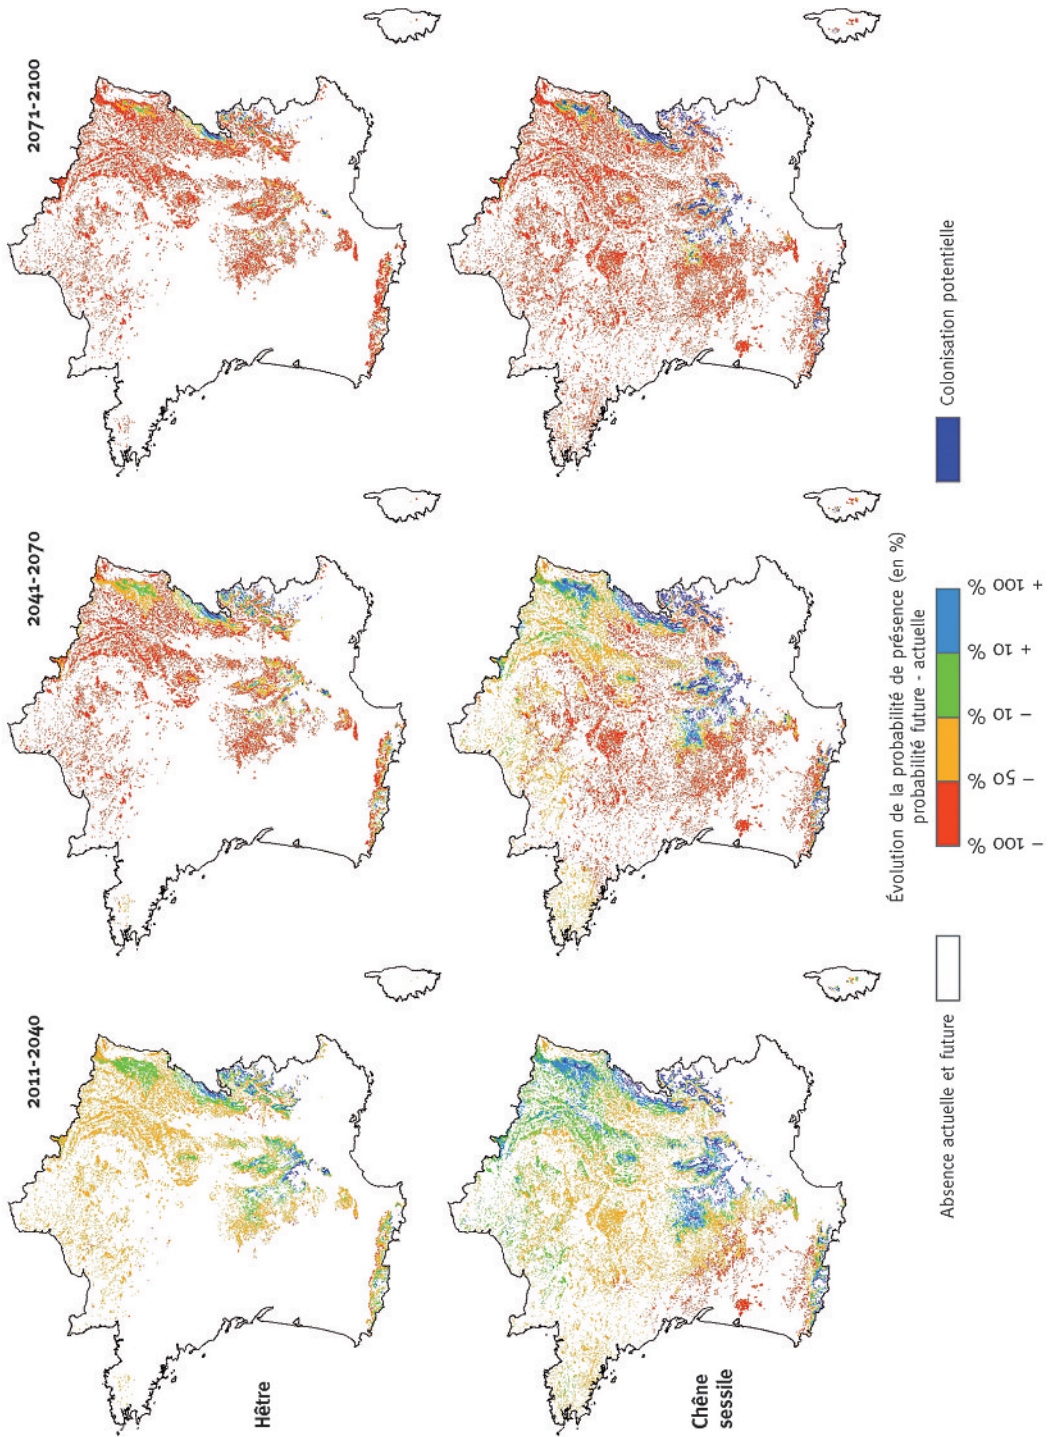 2011-2040
2041-2070
2071-2100
Hêtre
Chêne
sessile
Évolution de la probabilité de présence (en %)
probabilité future - actuelle
Absence actuelle et future
– 100 %
– 50 %
– 10 %
+ 10 %
+ 100 %
Colonisation potentielle